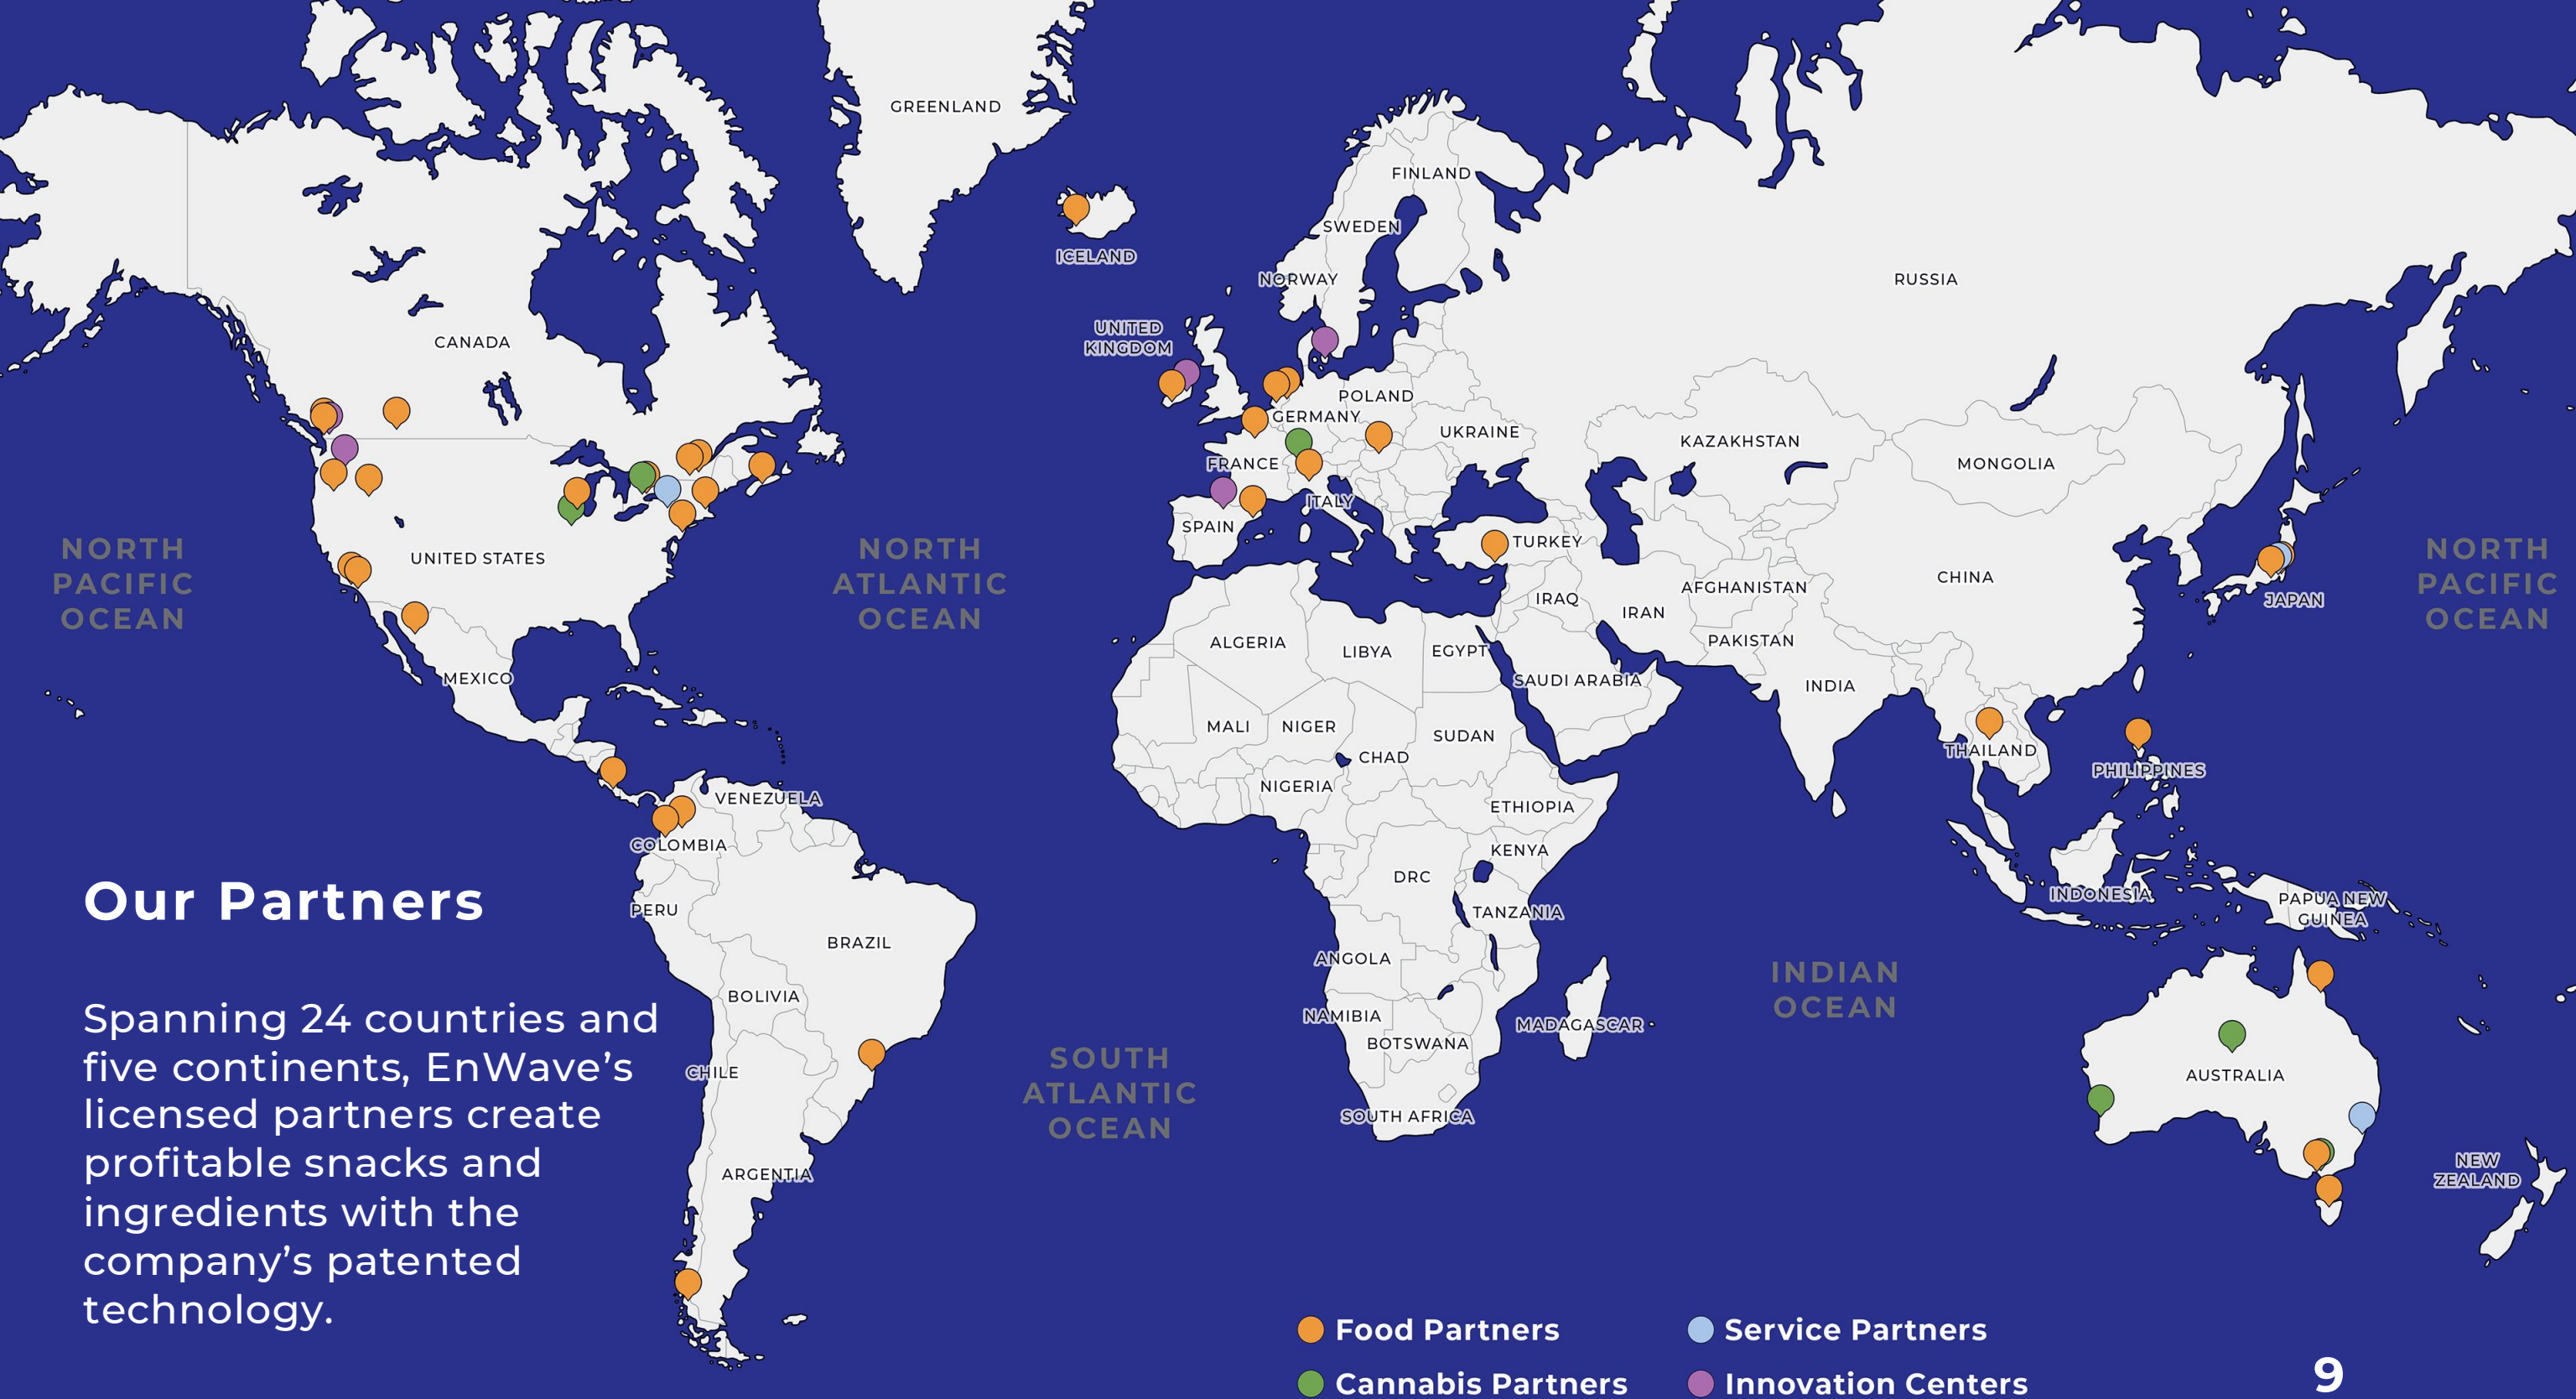 GREENLAND
ICELAND
FINLAND
SWEDEN
NORWAY
RUSSIA
UNITED
KINGDOM
CANADA
POLAND
GERMANY
UKRAINE
KAZAKHSTAN
MONGOLIA
FRANCE
ITALY
SPAIN
TURKEY
NORTH
PACIFIC
OCEAN
UNITED STATES
NORTH
ATLANTIC
OCEAN
CHINA
JAPAN
NORTH
PACIFIC
OCEAN
AFGHANISTAN
IRAQ
IRAN
PAKISTAN
ALGERIA
LIBYA
EGYPT
SAUDI ARABIA
INDIA
MEXICO
MALI
NIGER
SUDAN
CHAD
THAILAND
PHILIPPINES
NIGERIA
ETHIOPIA
VENEZUELA
COLOMBIA
KENYA
DRC
INDONESIA
PAPUA NEW
GUINEA
PERU
TANZANIA
BRAZIL
ANGOLA
INDIAN
OCEAN
BOLIVIA
NAMIBIA
MADAGASCAR
BOTSWANA
SOUTH
ATLANTIC
OCEAN
CHILE
AUSTRALIA
SOUTH AFRICA
ARGENTIA
NEW
ZEALAND
Our Partners
Spanning 24 countries and
five continents, EnWave’s
licensed partners create
profitable snacks and
ingredients with the
company’s patented
technology.
Food Partners
Service Partners
Cannabis Partners
Innovation Centers
9